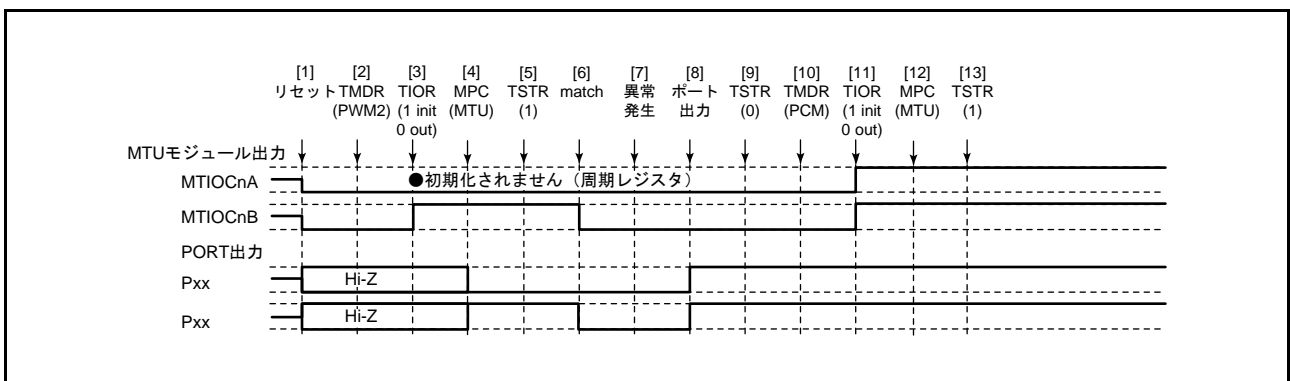 [1] [2] [3] [4] [5] [6] [7] [8] [9] [10] [11] [12] [13]
リセット TMDR TIOR MPC TSTR match 異常 ポート TSTR TMDR TIOR MPC TSTR
(PWM2) (1 init (MTU) (1) 発生 出力 (0) (PCM) (1 init (MTU) (1)
0 out) 0 out)
MTUモジュール出力
MTIOCnA ●初期化されません（周期レジスタ）
MTIOCnB
PORT出力
Pxx Hi-Z
Pxx Hi-Z